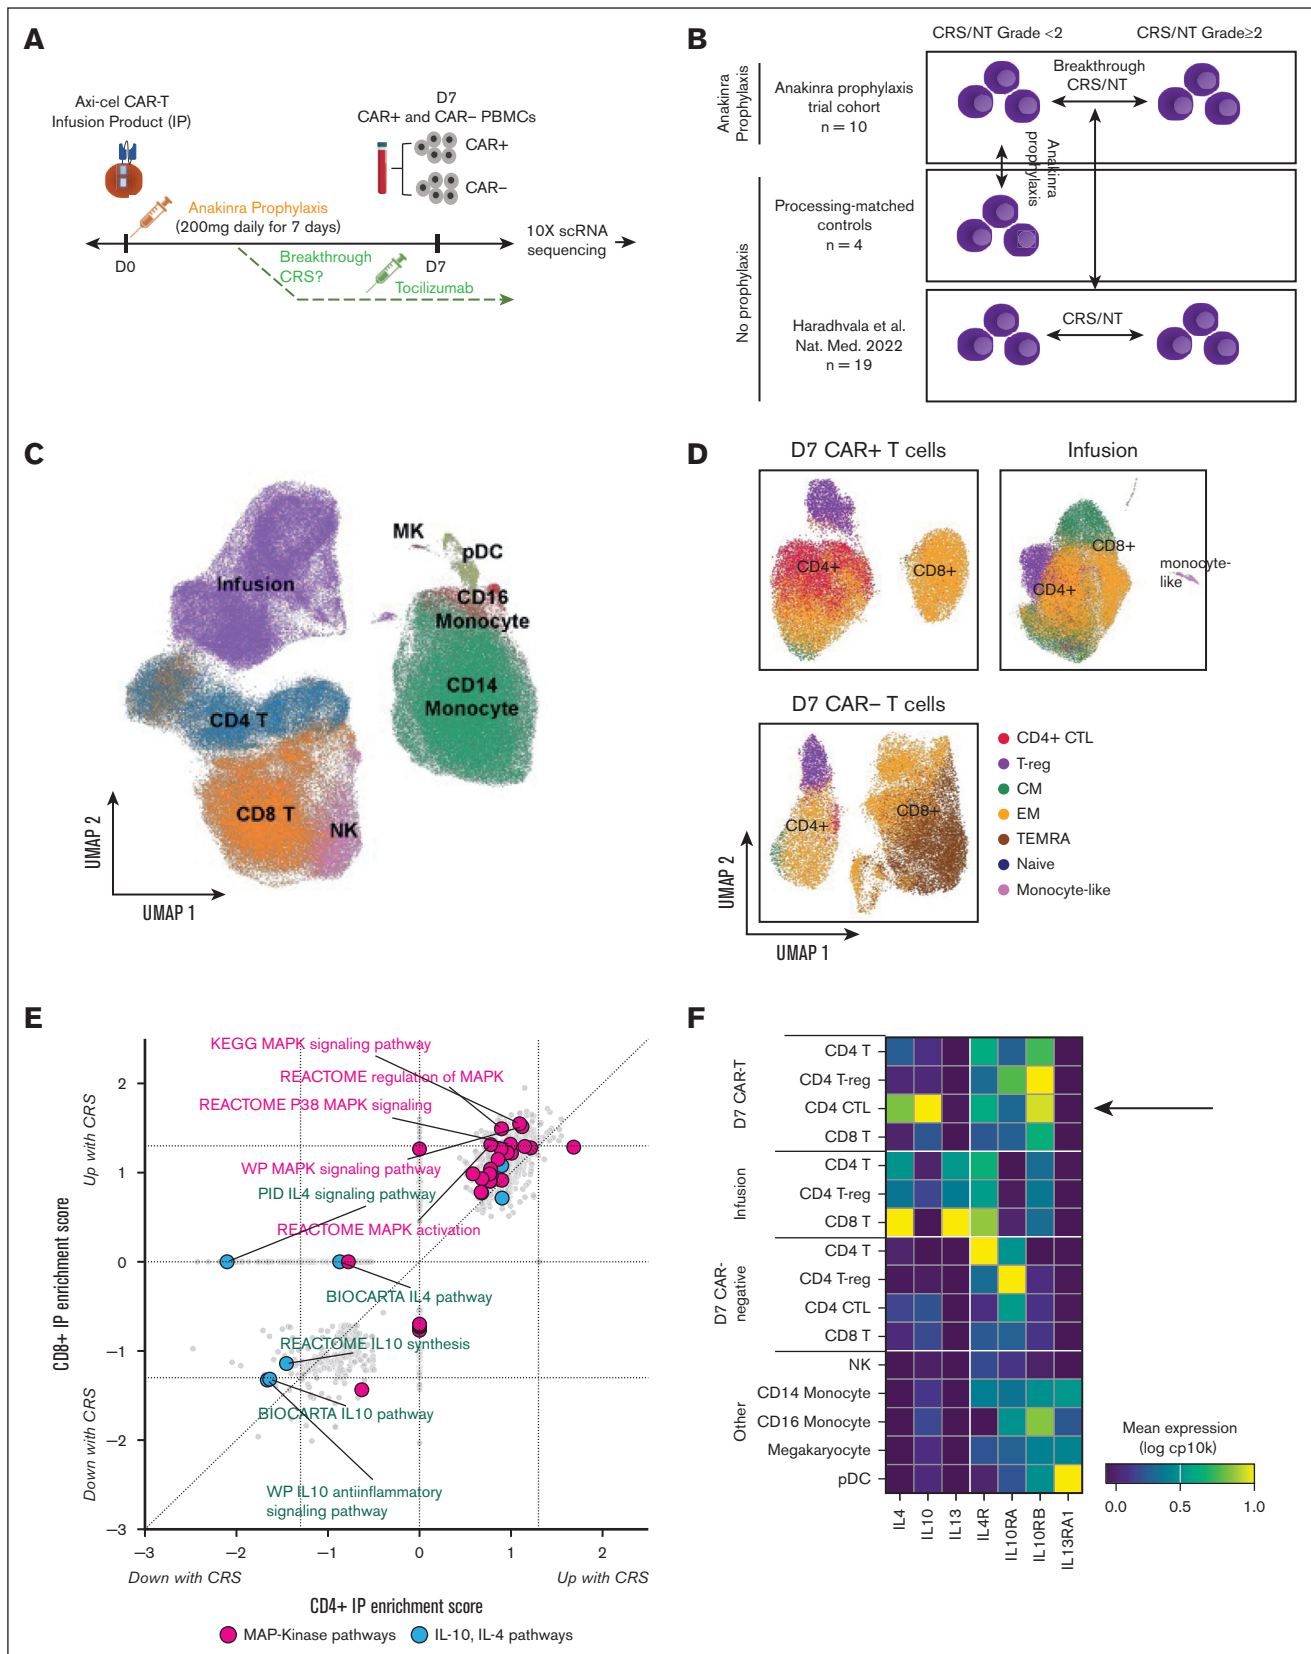 A
Axi-cel CAR-T
Infusion Product (IP)
D7
CAR+ and CAR– PBMCs
CAR+
CAR–
Anakinra Prophylaxis
(200mg daily for 7 days)
10X scRNA
sequencing
D0
Breakthrough
CRS?
D7
Tocilizumab
B
CRS/NT Grade <2
CRS/NT Grade≥2
Anakinra
Prophylaxis
Anakinra prophylaxis
trial cohort
n = 10
Breakthrough
CRS/NT
Anakinra
prophylaxis
No prophylaxis
Processing-matched
controls
n = 4
Haradhvala et al.
Nat. Med. 2022
n = 19
CRS/NT
C
Infusion
MK
pDC
CD16
Monocyte
CD14
Monocyte
CD4 T
CD8 T
NK
UMAP 2
UMAP 1
D
D7 CAR+ T cells
Infusion
CD4+
CD8+
CD8+
CD4+
monocyte-
like
D7 CAR– T cells
CD4+
CD8+
CD4+ CTL
T-reg
CM
EM
TEMRA
Naive
Monocyte-like
UMAP 2
UMAP 1
E
KEGG MAPK signaling pathway
REACTOME regulation of MAPK
REACTOME P38 MAPK signaling
WP MAPK signaling pathway
PID IL4 signaling pathway
REACTOME MAPK activation
BIOCARTA IL4 pathway
REACTOME IL10 synthesis
BIOCARTA IL10 pathway
WP IL10 antiinflammatory
signaling pathway
Up with CRS
CD8+ IP enrichment score
Down with CRS
2
1
0
−1
−2
−3
−3
−2
−1
0
1
2
Down with CRS
Up with CRS
CD4+ IP enrichment score
MAP-Kinase pathways
IL-10, IL-4 pathways
F
D7 CAR-T
CD4 T
CD4 T-reg
CD4 CTL
CD8 T
Infusion
CD4 T
CD4 T-reg
CD8 T
D7 CAR-
negative
CD4 T
CD4 T-reg
CD4 CTL
CD8 T
Other
NK
CD14 Monocyte
CD16 Monocyte
Megakaryocyte
pDC
IL4
IL10
IL13
IL4R
IL10RA
IL10RB
IL13RA1
Mean expression
(log cp10k)
0.0
0.5
1.0